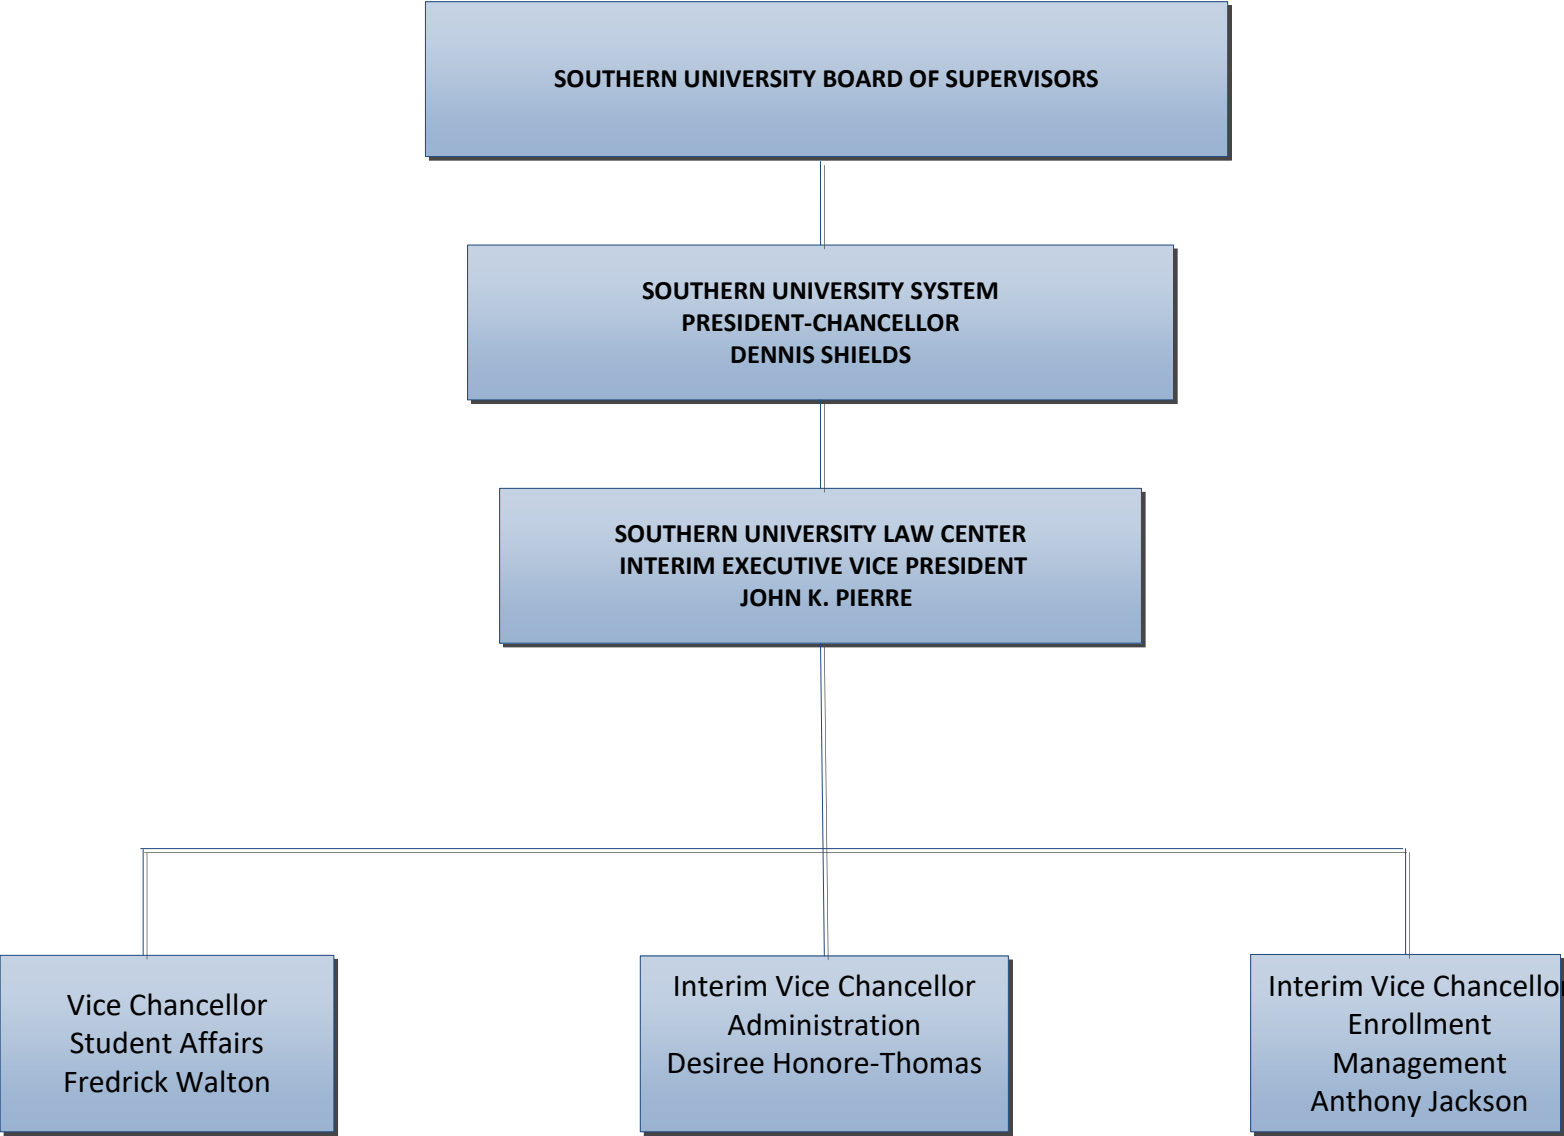 SOUTHERN UNIVERSITY BOARD OF SUPERVISORS
SOUTHERN UNIVERSITY SYSTEM
PRESIDENT-CHANCELLOR
DENNIS SHIELDS
SOUTHERN UNIVERSITY LAW CENTER
INTERIM EXECUTIVE VICE PRESIDENT
JOHN K. PIERRE
Vice Chancellor
Student Affairs
Fredrick Walton
Interim Vice Chancellor
Administration
Desiree Honore-Thomas
Interim Vice Chancellor
Enrollment
Management
Anthony Jackson